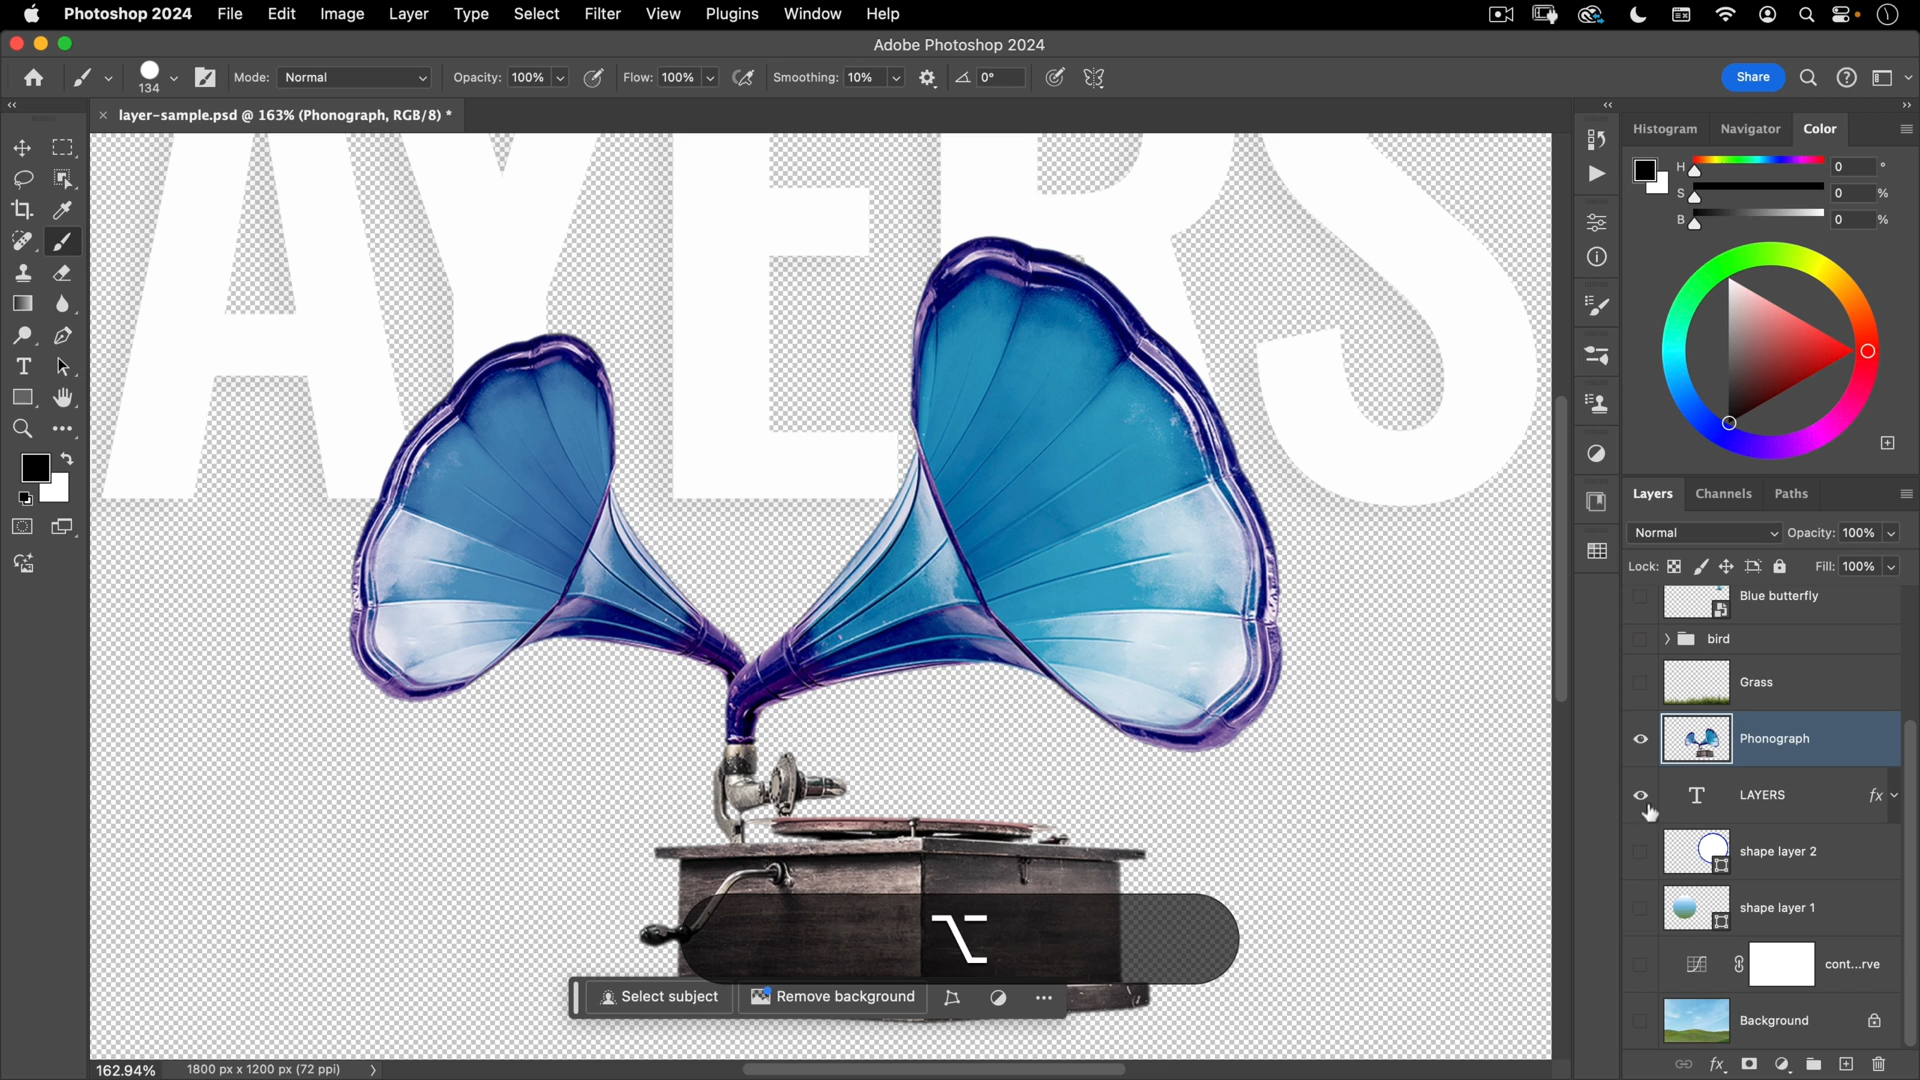 Photoshop 2024 File Edit Image Layer Type Select Filter View Plugins Window Help
Adobe Photoshop 2024
134 Mode: Normal Opacity: 100% Flow: 100% Smoothing: 10% 0° Share
layer-sample.psd @ 163% (Phonograph, RGB/8) *
Histogram Navigator Color
H 0 °
S 0 %
B 0 %
AYERS
Layers Channels Paths
Normal Opacity: 100%
Lock: Fill: 100%
Blue butterfly
bird
Grass
Phonograph
T LAYERS fx
shape layer 2
shape layer 1
cont...rve
Background
Select subject Remove background
162.94% 1800 px x 1200 px (72 ppi)
fx